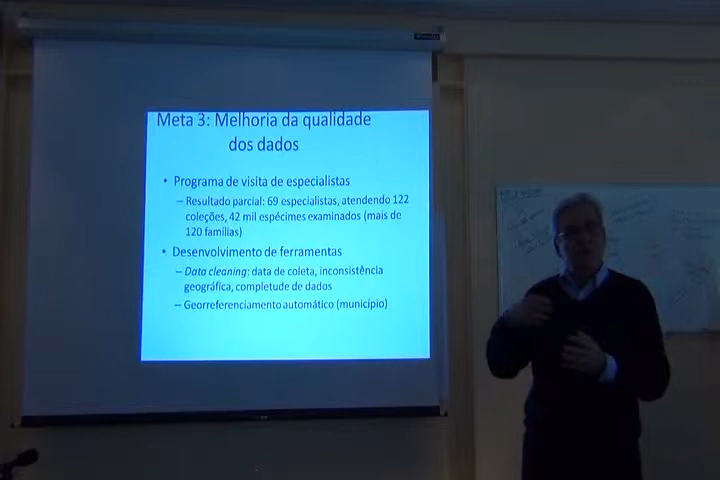 Meta 3: Melhoria da qualidade
dos dados
• Programa de visita de especialistas
– Resultado parcial: 69 especialistas, atendendo 122
coleções, 42 mil espécimes examinados (mais de
120 famílias)
• Desenvolvimento de ferramentas
– Data cleaning: data de coleta, inconsistência
geográfica, completude de dados
– Georreferenciamento automático (município)